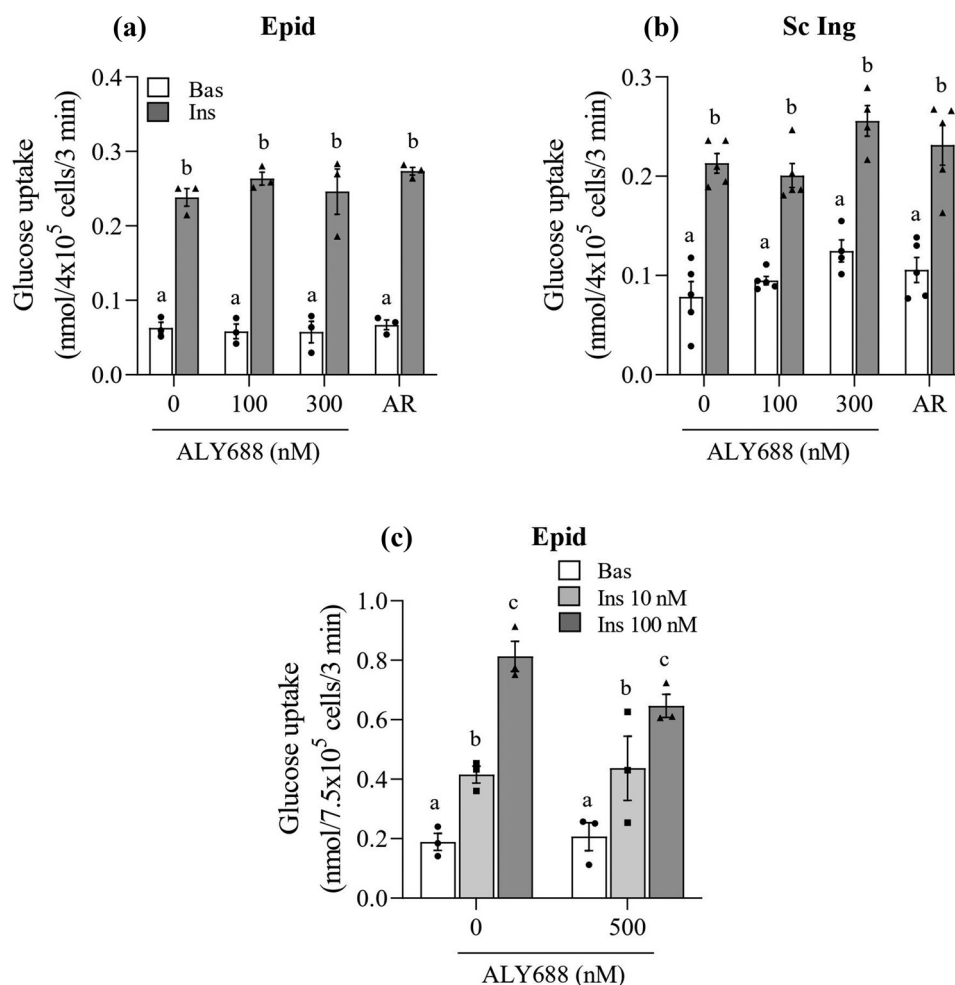 (a) Epid
Bas
Ins
Glucose uptake
(nmol/4x10⁵ cells/3 min)
0.4
0.3
0.2
0.1
0.0
a b a b a b a b
0 100 300 AR
ALY688 (nM)
(b) Sc Ing
Glucose uptake
(nmol/4x10⁵ cells/3 min)
0.3
0.2
0.1
0.0
a b a b a b a b
0 100 300 AR
ALY688 (nM)
(c) Epid
Bas
Ins 10 nM
Ins 100 nM
Glucose uptake
(nmol/7.5x10⁵ cells/3 min)
1.0
0.8
0.6
0.4
0.2
0.0
a b c a b c
0 500
ALY688 (nM)